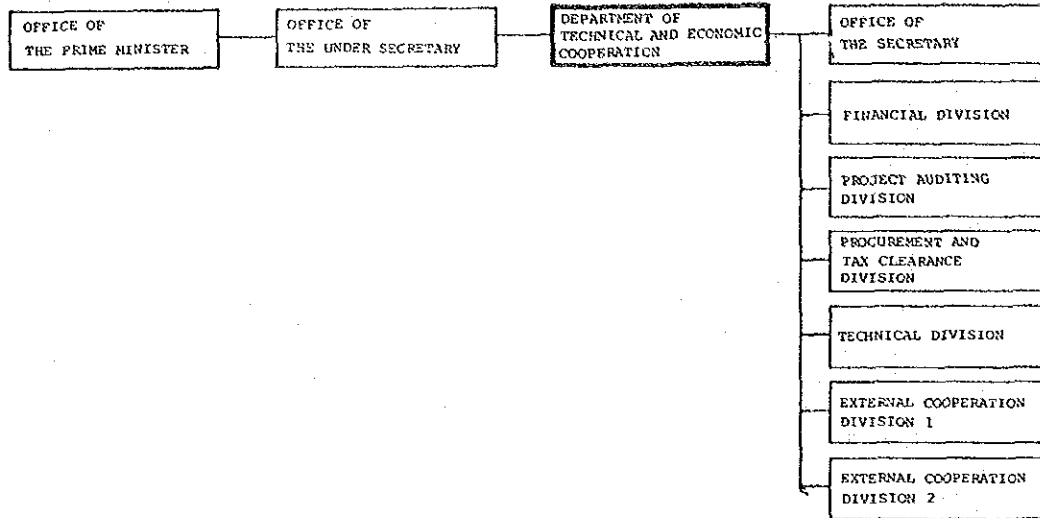 OFFICE OF
THE PRIME MINISTER
OFFICE OF
THE UNDER SECRETARY
DEPARTMENT OF
TECHNICAL AND ECONOMIC
COOPERATION
OFFICE OF
THE SECRETARY
FINANCIAL DIVISION
PROJECT AUDITING
DIVISION
PROCUREMENT AND
TAX CLEARANCE
DIVISION
TECHNICAL DIVISION
EXTERNAL COOPERATION
DIVISION 1
EXTERNAL COOPERATION
DIVISION 2